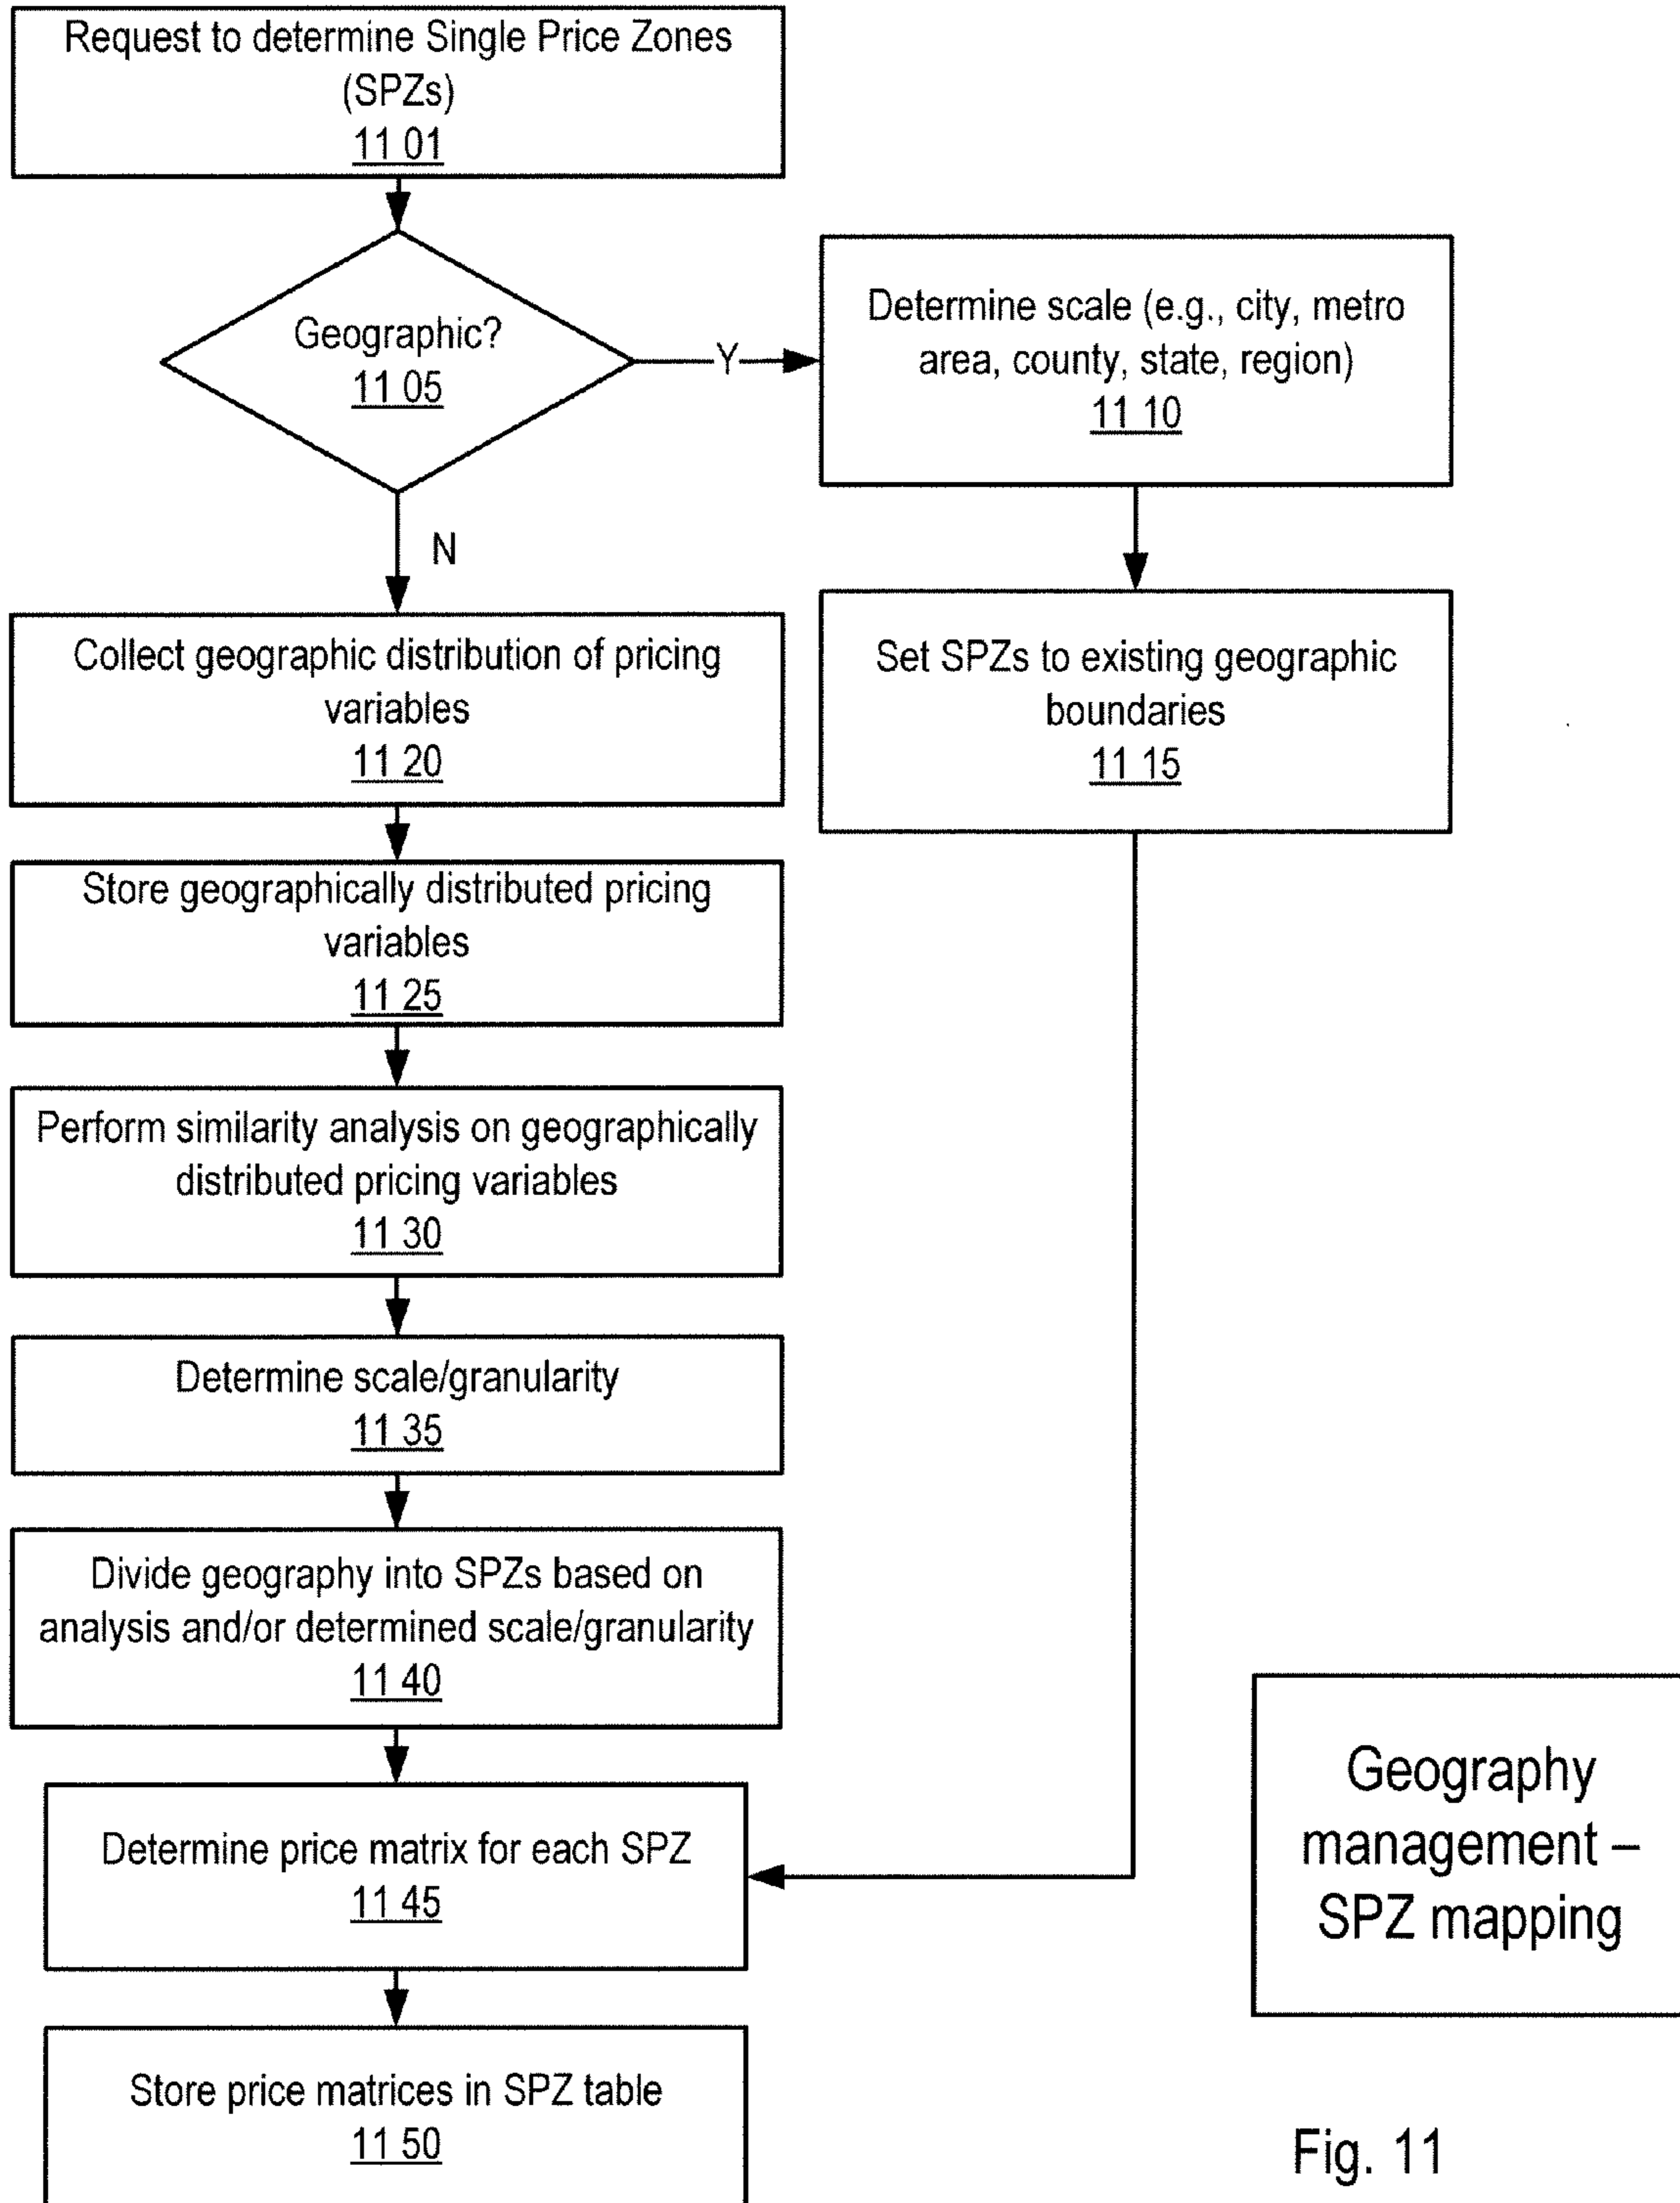 Request to determine Single Price Zones
(SPZs)
11 01
Geographic?
11 05
Y
Determine scale (e.g., city, metro
area, county, state, region)
11 10
N
Collect geographic distribution of pricing
variables
11 20
Set SPZs to existing geographic
boundaries
11 15
Store geographically distributed pricing
variables
11 25
Perform similarity analysis on geographically
distributed pricing variables
11 30
Determine scale/granularity
11 35
Divide geography into SPZs based on
analysis and/or determined scale/granularity
11 40
Determine price matrix for each SPZ
11 45
Store price matrices in SPZ table
11 50
Geography
management –
SPZ mapping
Fig. 11